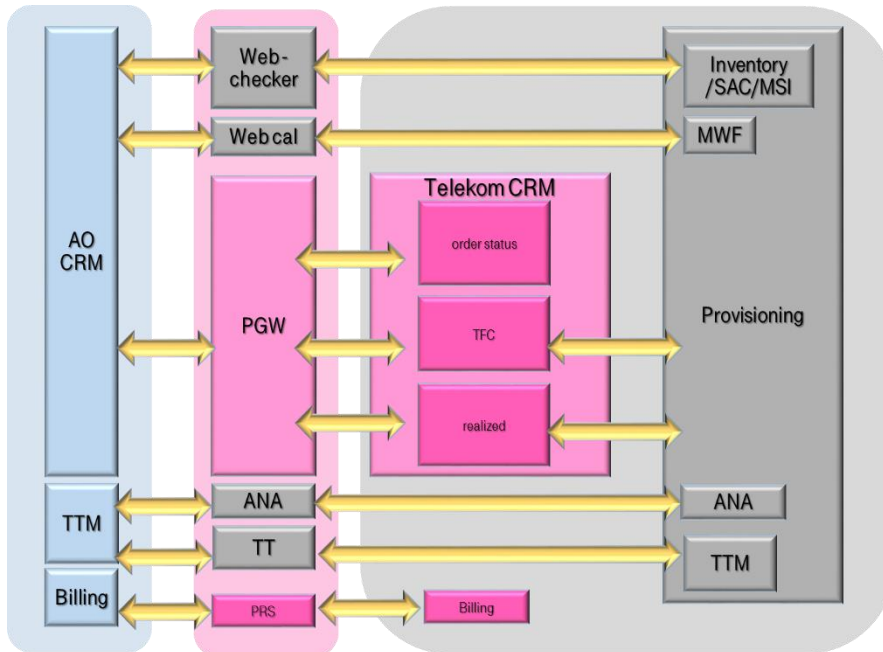 Web-
checker
Inventory
/SAC/MSI
Web cal
MWF
Telekom CRM
order status
AO
CRM
PGW
TFC
Provisioning
realized
TTM
ANA
ANA
TT
TTM
Billing
PRS
Billing